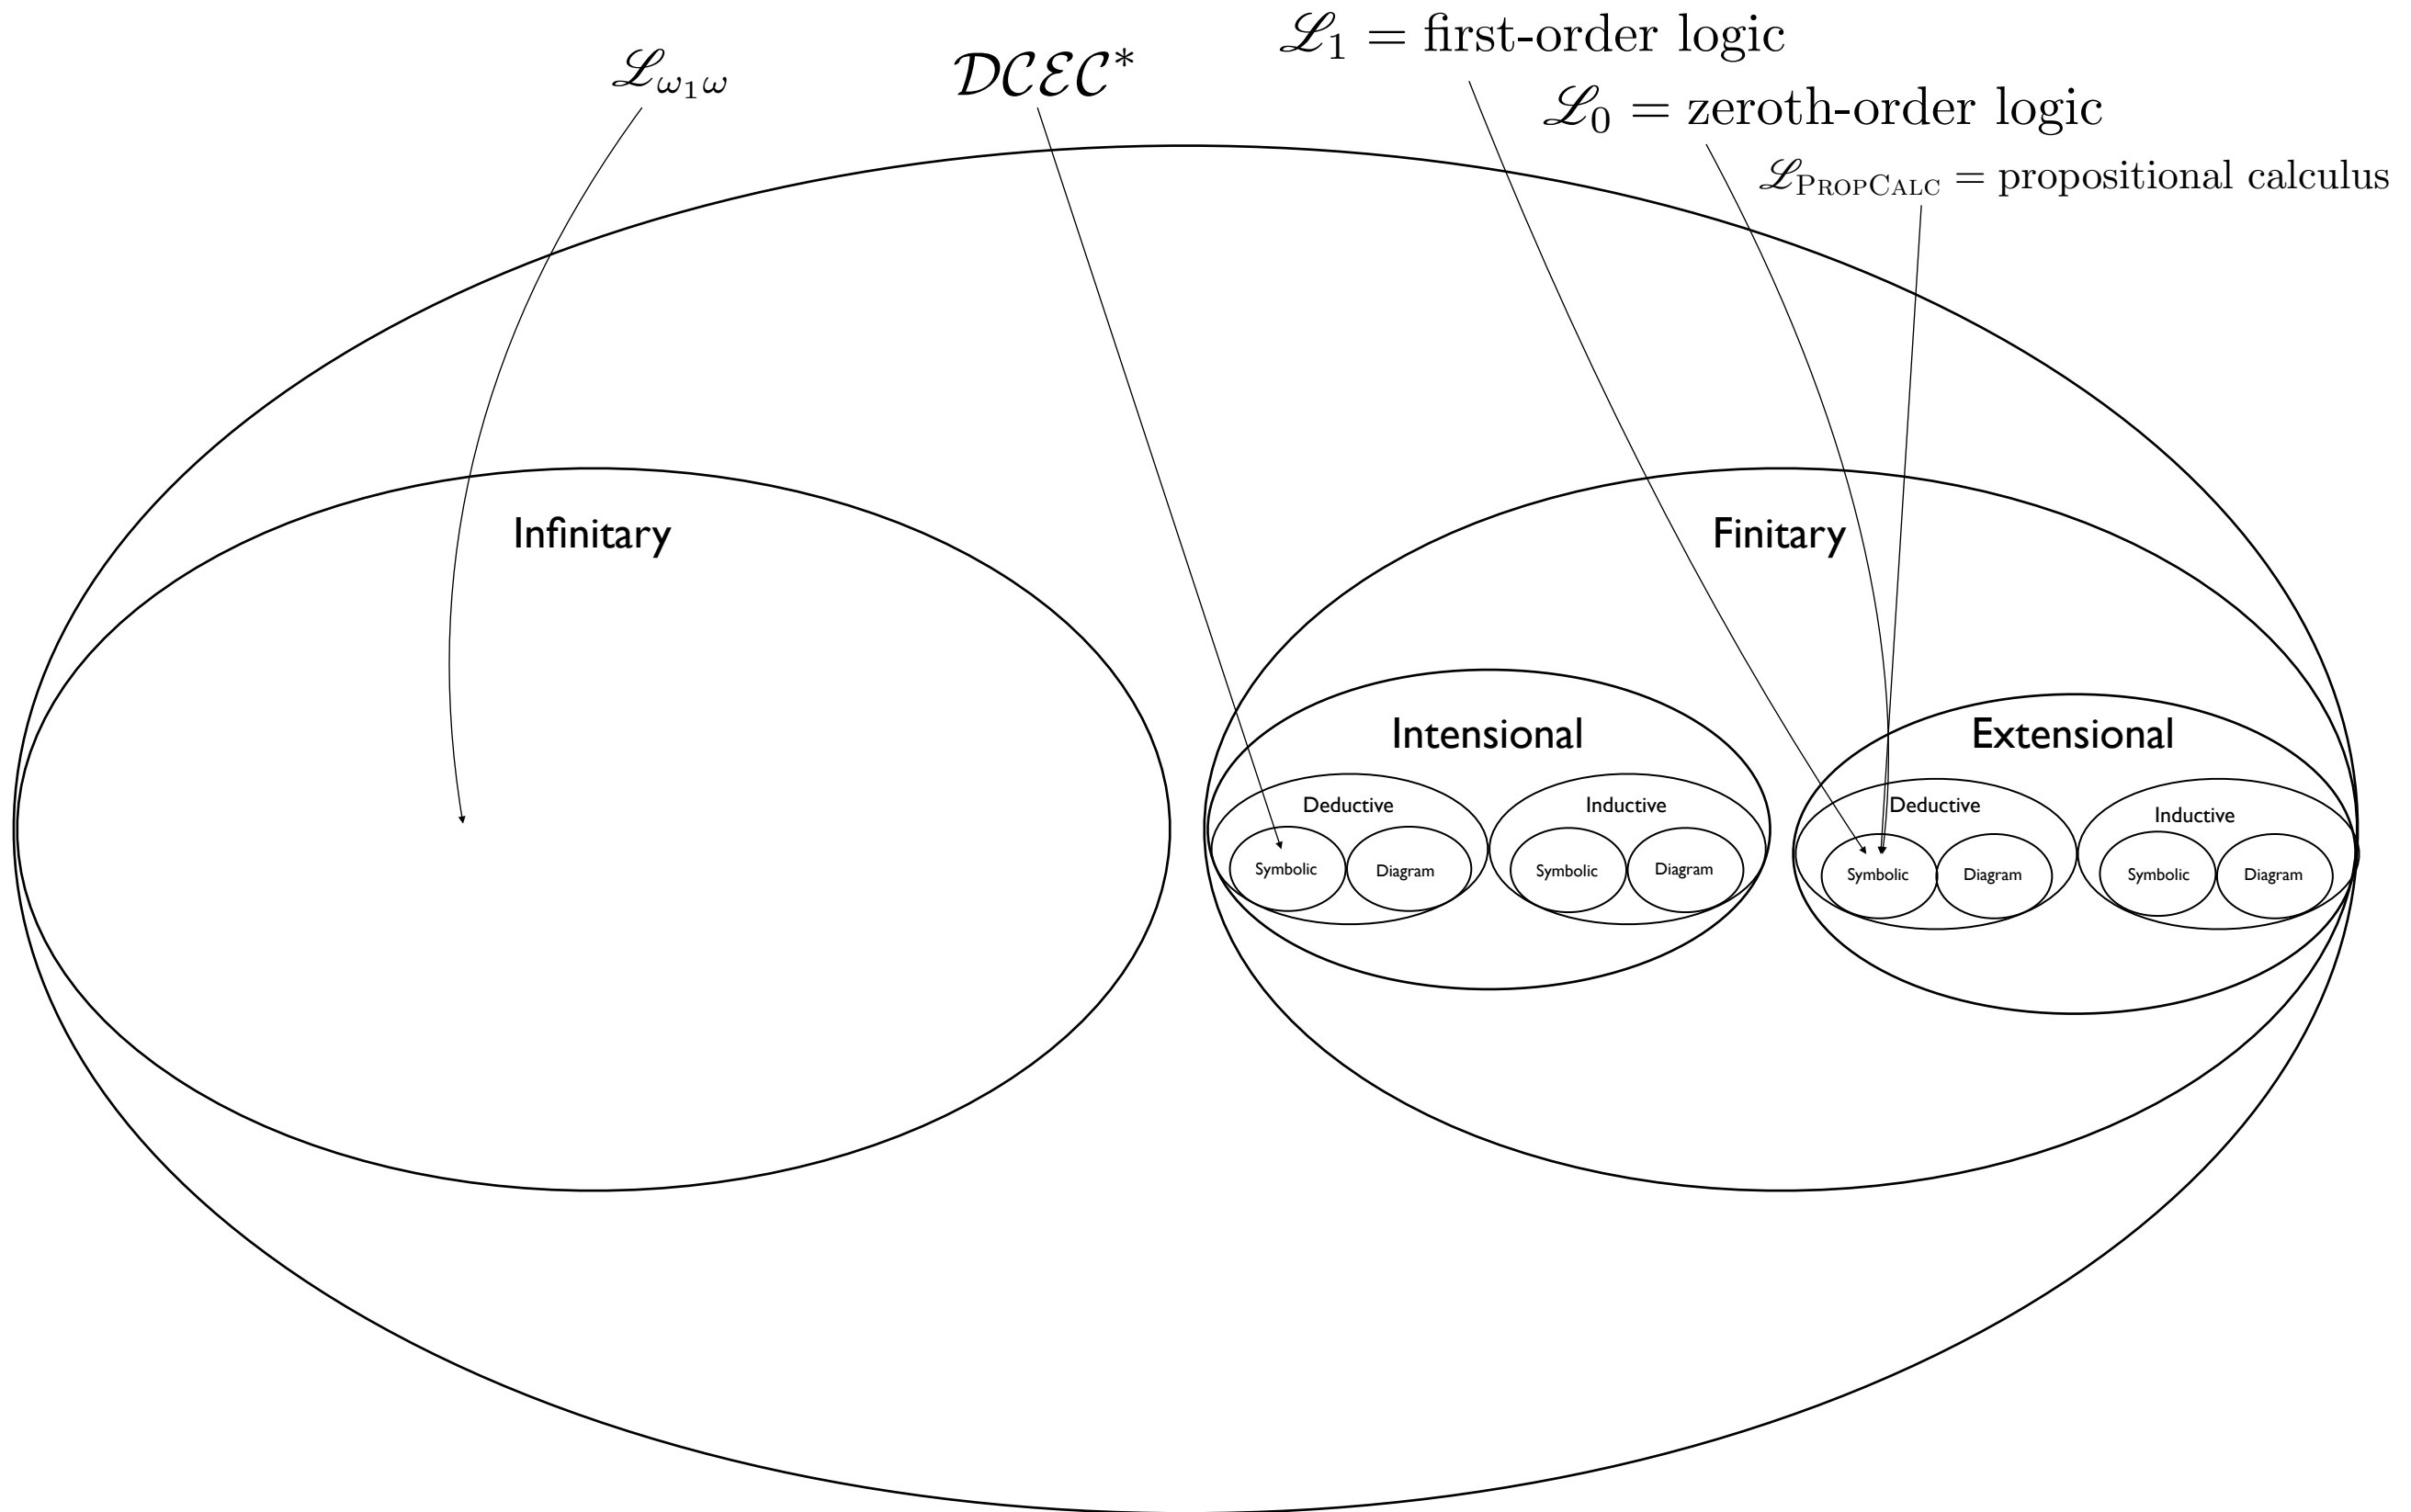 ℒ₁ = first-order logic
ℒ_{ω₁ω}
𝒟𝒞ℰ𝒞*
ℒ₀ = zeroth-order logic
ℒ_{PROPCALC} = propositional calculus
Infinitary
Finitary
Intensional
Extensional
Deductive
Inductive
Deductive
Inductive
Symbolic
Diagram
Symbolic
Diagram
Symbolic
Diagram
Symbolic
Diagram